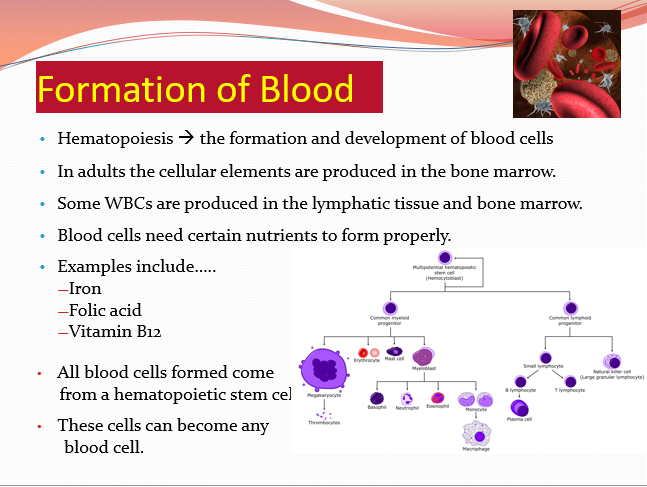 Formation of Blood
• Hematopoiesis → the formation and development of blood cells
• In adults the cellular elements are produced in the bone marrow.
• Some WBCs are produced in the lymphatic tissue and bone marrow.
• Blood cells need certain nutrients to form properly.
• Examples include.....
–Iron
–Folic acid
–Vitamin B12
• All blood cells formed come
from a hematopoietic stem cel
• These cells can become any
blood cell.
Multipotential hematopoietic
stem cell
(Hemocytoblast)
Common myeloid
progenitor
Common lymphoid
progenitor
Erythrocyte
Mast cell
Myeloblast
Small lymphocyte
Natural killer cell
(Large granular lymphocyte)
Megakaryocyte
Basophil
Neutrophil
Eosinophil
Monocyte
B lymphocyte
T lymphocyte
Thrombocytes
Plasma cell
Macrophage